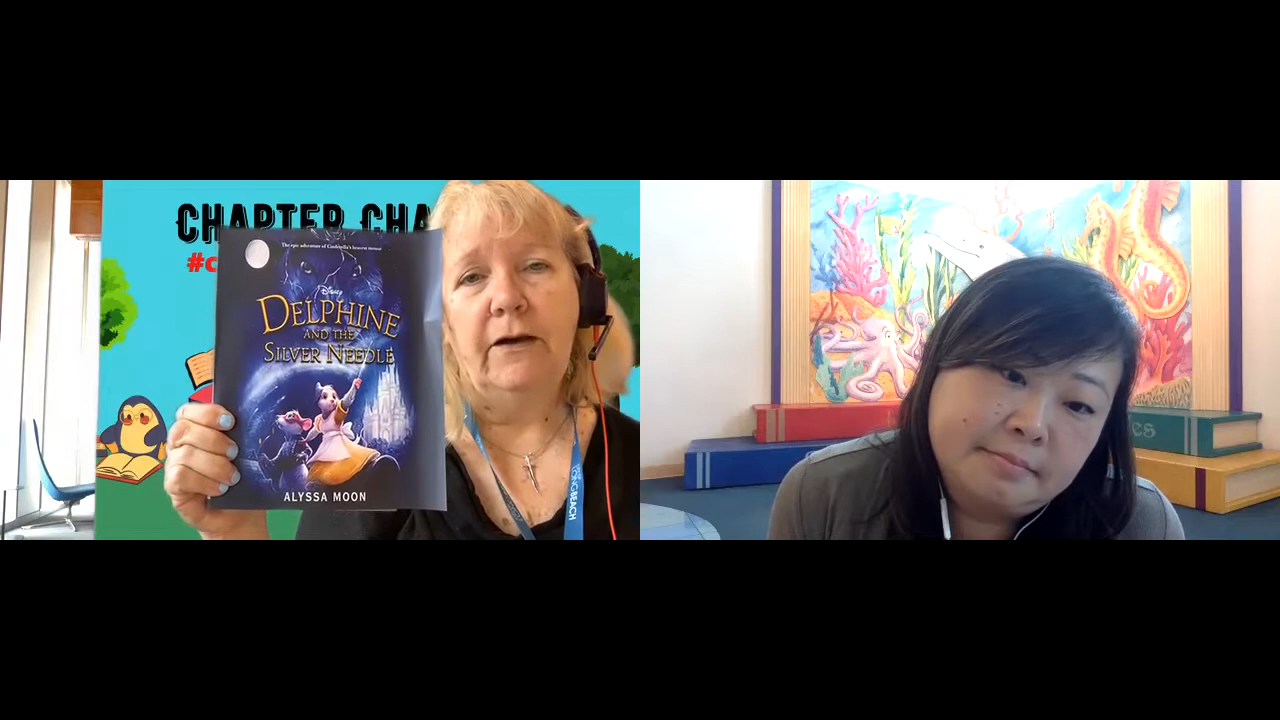 CHAPTER CHA
#c
The epic adventure of Cinderella's bravest mouse
Disney
DELPHINE
AND THE
SILVER NEEDLE
ALYSSA MOON
LONG BEACH
es